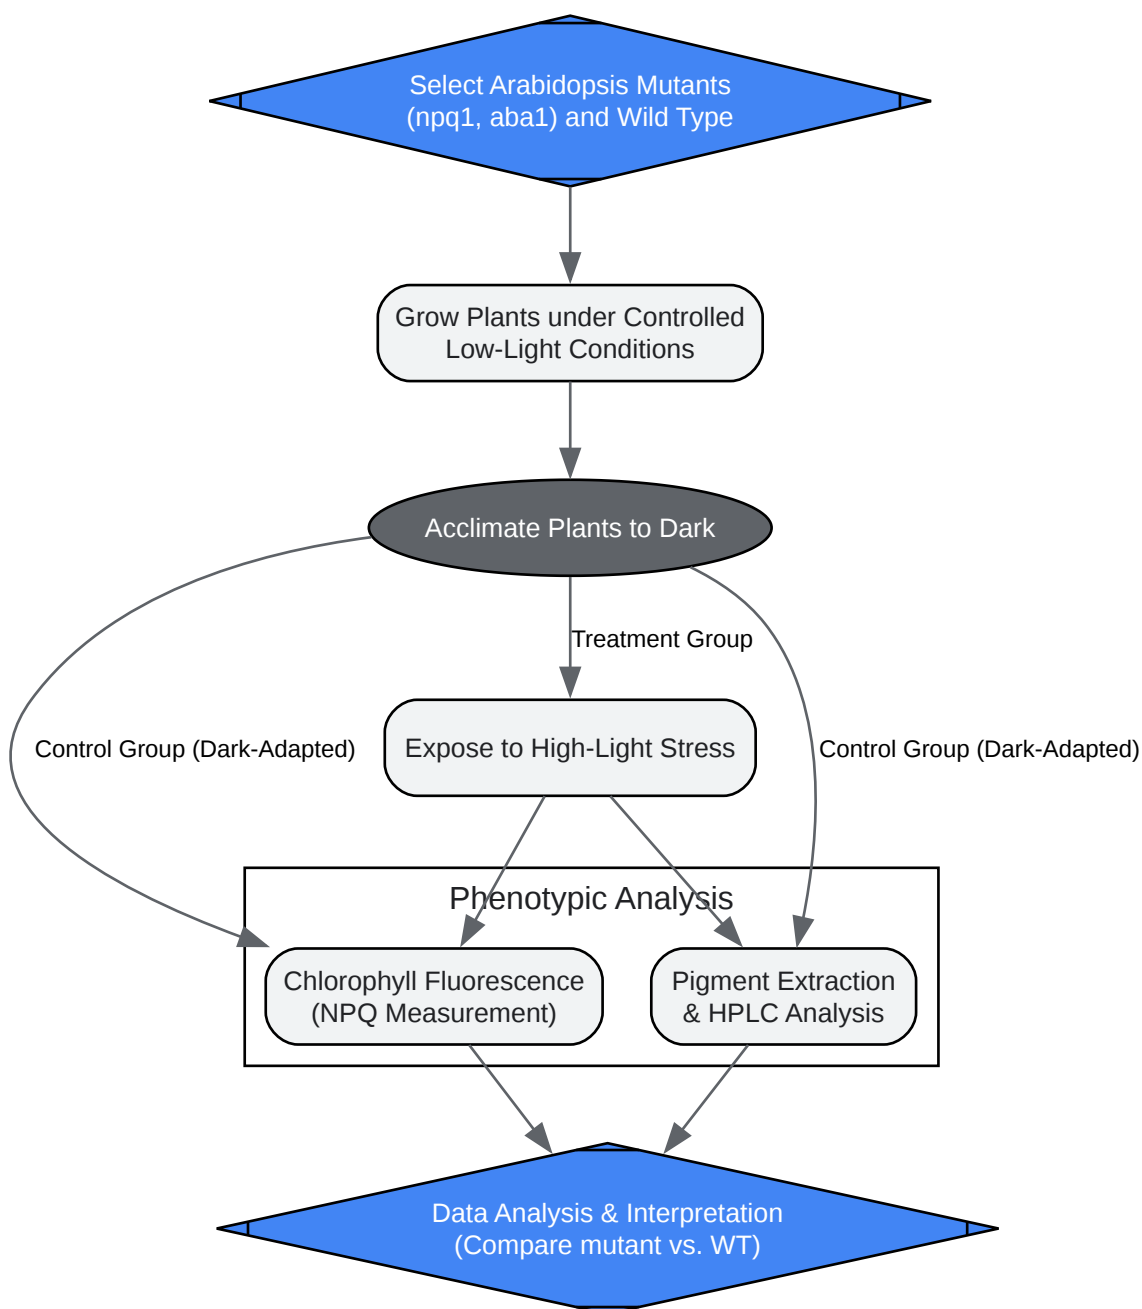 Select Arabidopsis Mutants
(npq1, aba1) and Wild Type
Grow Plants under Controlled
Low-Light Conditions
Acclimate Plants to Dark
Treatment Group
Control Group (Dark-Adapted)
Expose to High-Light Stress
Control Group (Dark-Adapted)
Phenotypic Analysis
Chlorophyll Fluorescence
(NPQ Measurement)
Pigment Extraction
& HPLC Analysis
Data Analysis & Interpretation
(Compare mutant vs. WT)